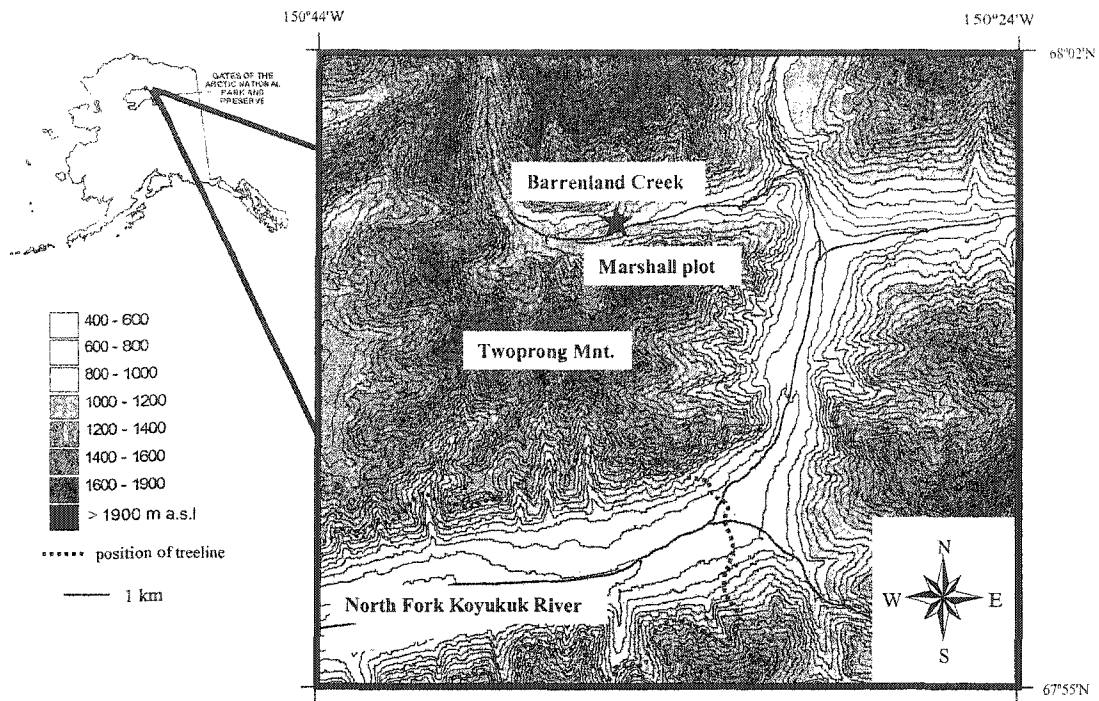 150°44'W
150°24'W
68°02'N
GATES OF THE
ARCTIC NATIONAL
PARK AND
PRESERVE
Barrenland Creek
Marshall plot
Twoprong Mnt.
400 - 600
600 - 800
800 - 1000
1000 - 1200
1200 - 1400
1400 - 1600
1600 - 1900
> 1900 m a.s.l
position of treeline
1 km
North Fork Koyukuk River
N
W
E
S
67°55'N